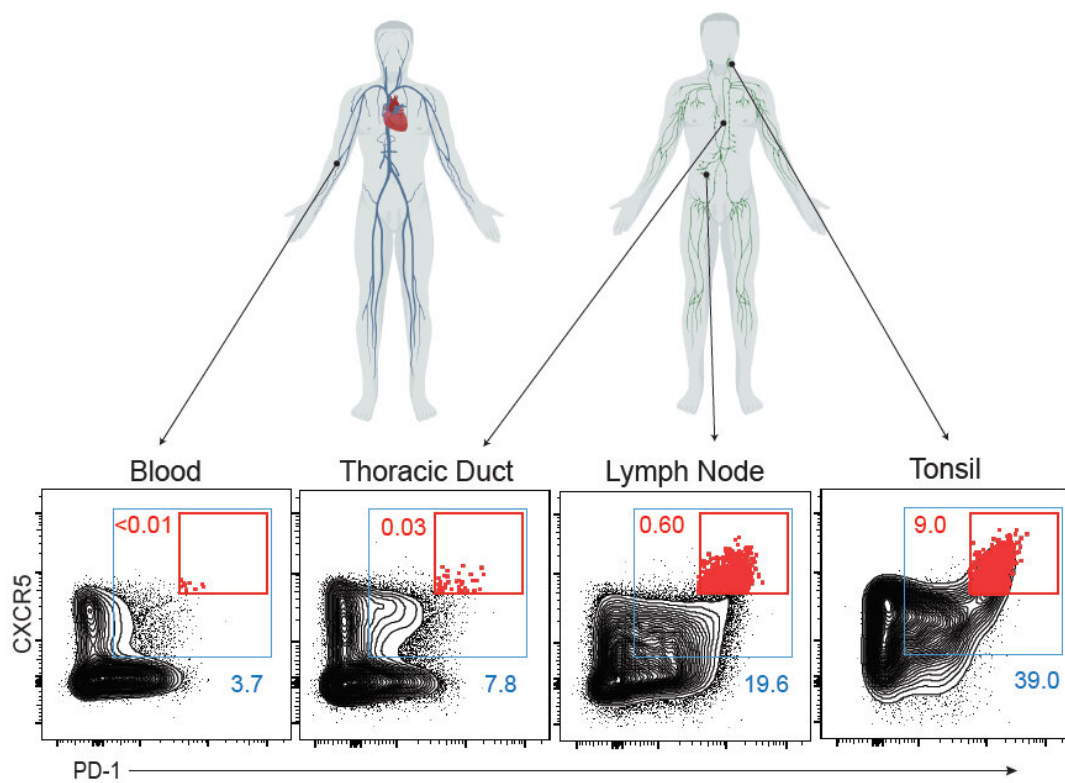 Blood
Thoracic Duct
Lymph Node
Tonsil
<0.01
0.03
0.60
9.0
CXCR5
3.7
7.8
19.6
39.0
PD-1